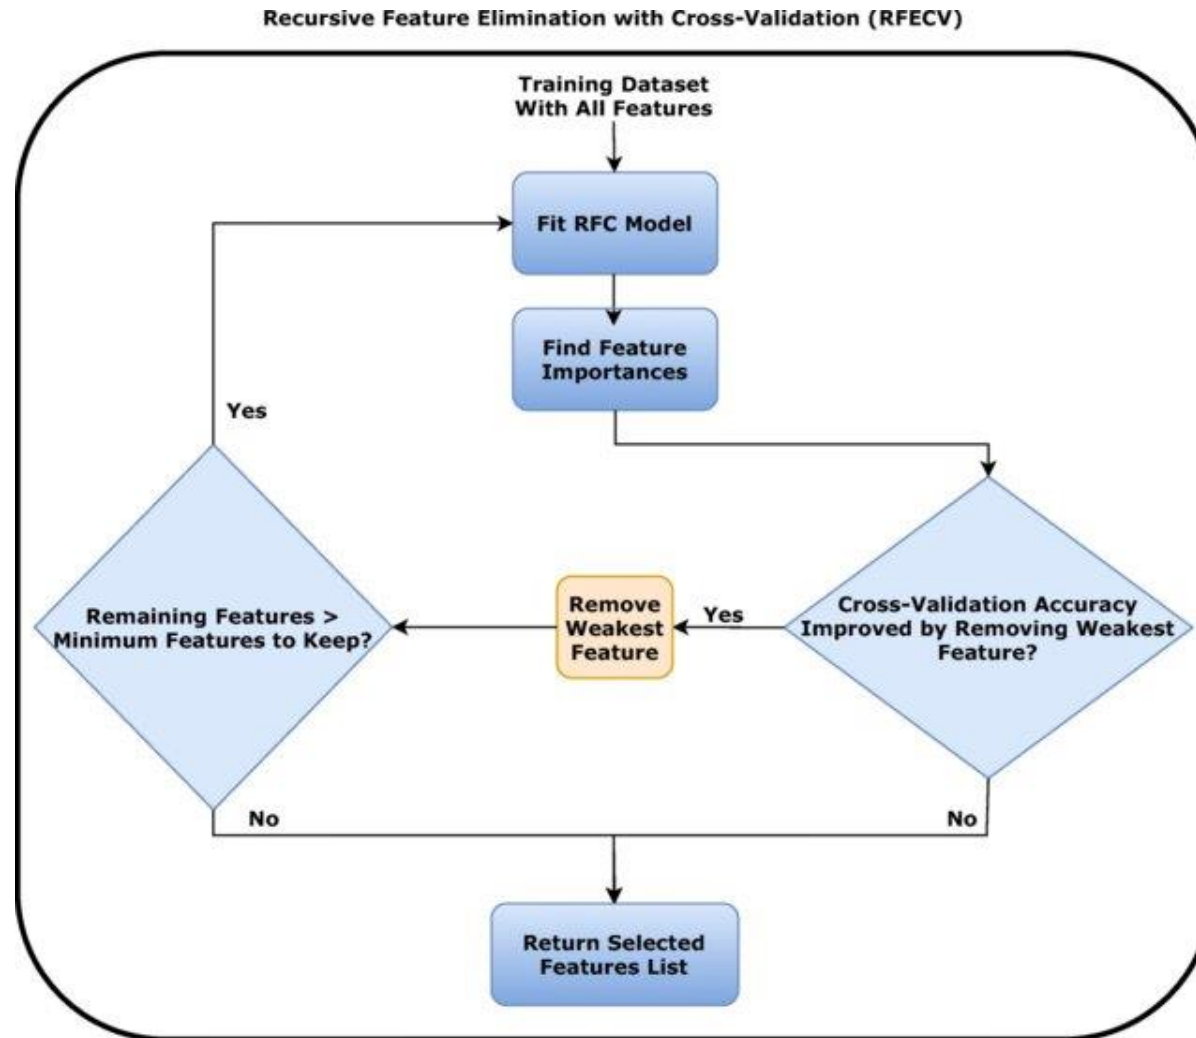 Recursive Feature Elimination with Cross-Validation (RFECV)
Training Dataset
With All Features
Fit RFC Model
Find Feature
Importances
Yes
Remaining Features >
Minimum Features to Keep?
Remove
Weakest
Feature
Yes
Cross-Validation Accuracy
Improved by Removing Weakest
Feature?
No
No
Return Selected
Features List